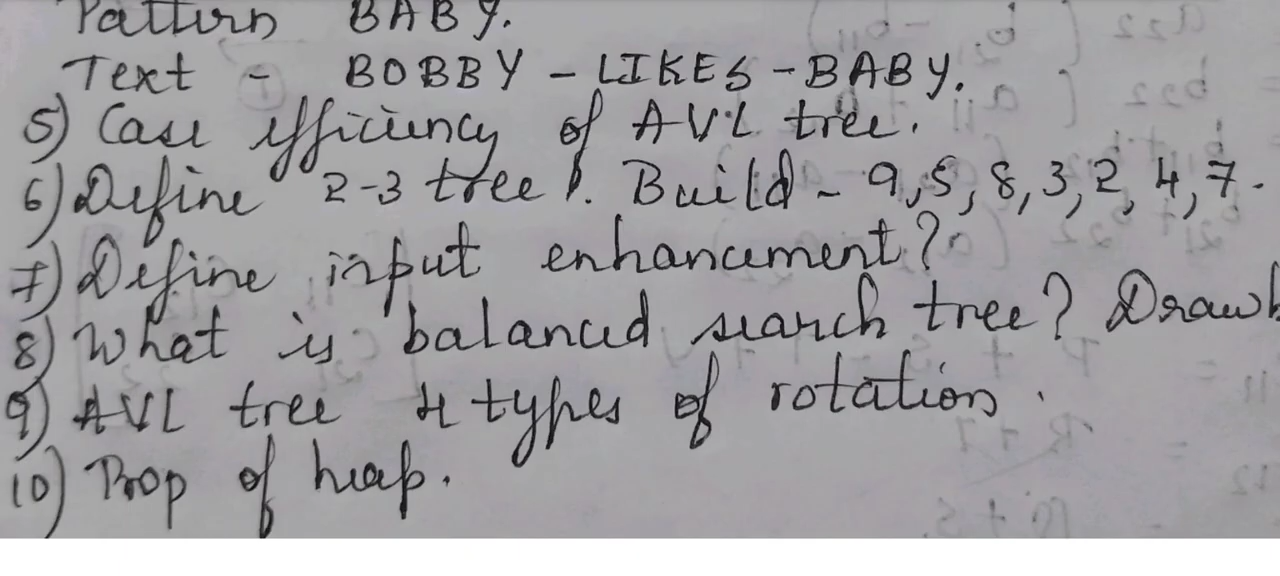 Pattern BABY.
Text - BOBBY - LIKES - BABY.
5) Case efficiency of AVL tree.
6) Define 2-3 tree. Build - 9, 5, 8, 3, 2, 4, 7.
7) Define input enhancement?
8) What is balanced search tree? Drawb
9) AVL tree 4 types of rotation.
10) Prop of heap.